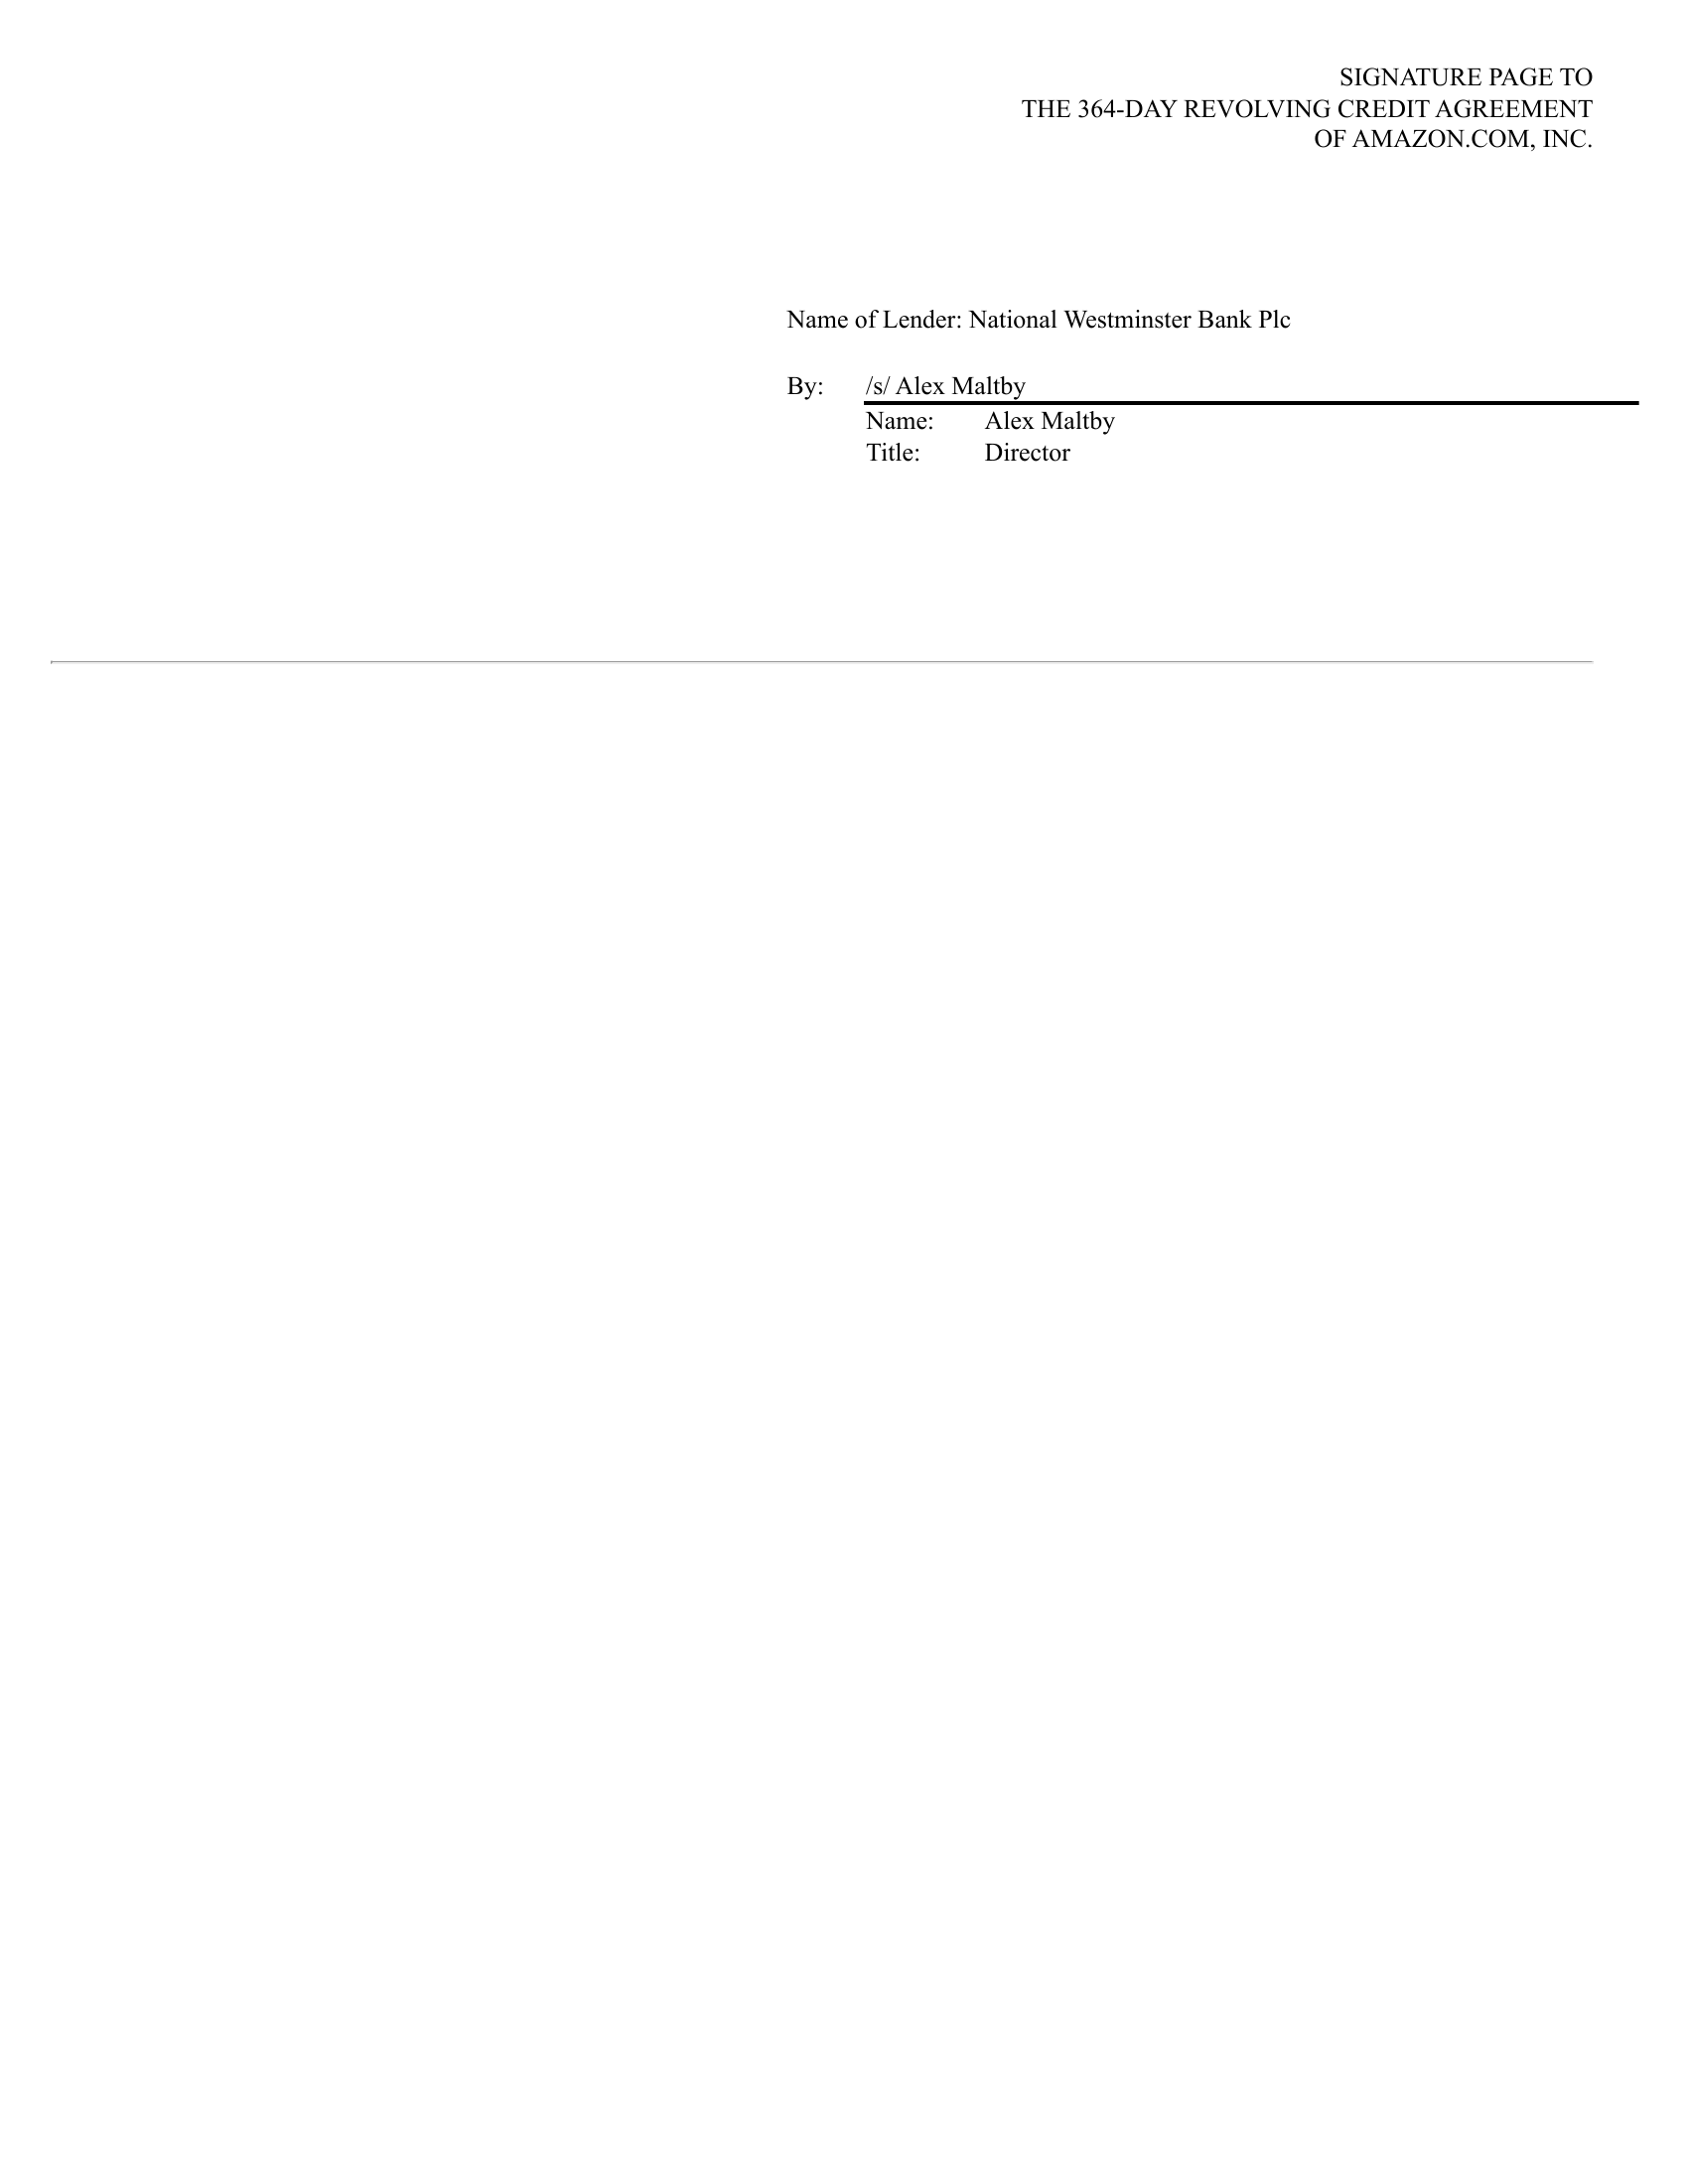 SIGNATURE PAGE TO
THE 364-DAY REVOLVING CREDIT AGREEMENT
OF AMAZON.COM, INC.
Name of Lender: National Westminster Bank Plc
By: /s/ Alex Maltby
Name: Alex Maltby
Title: Director